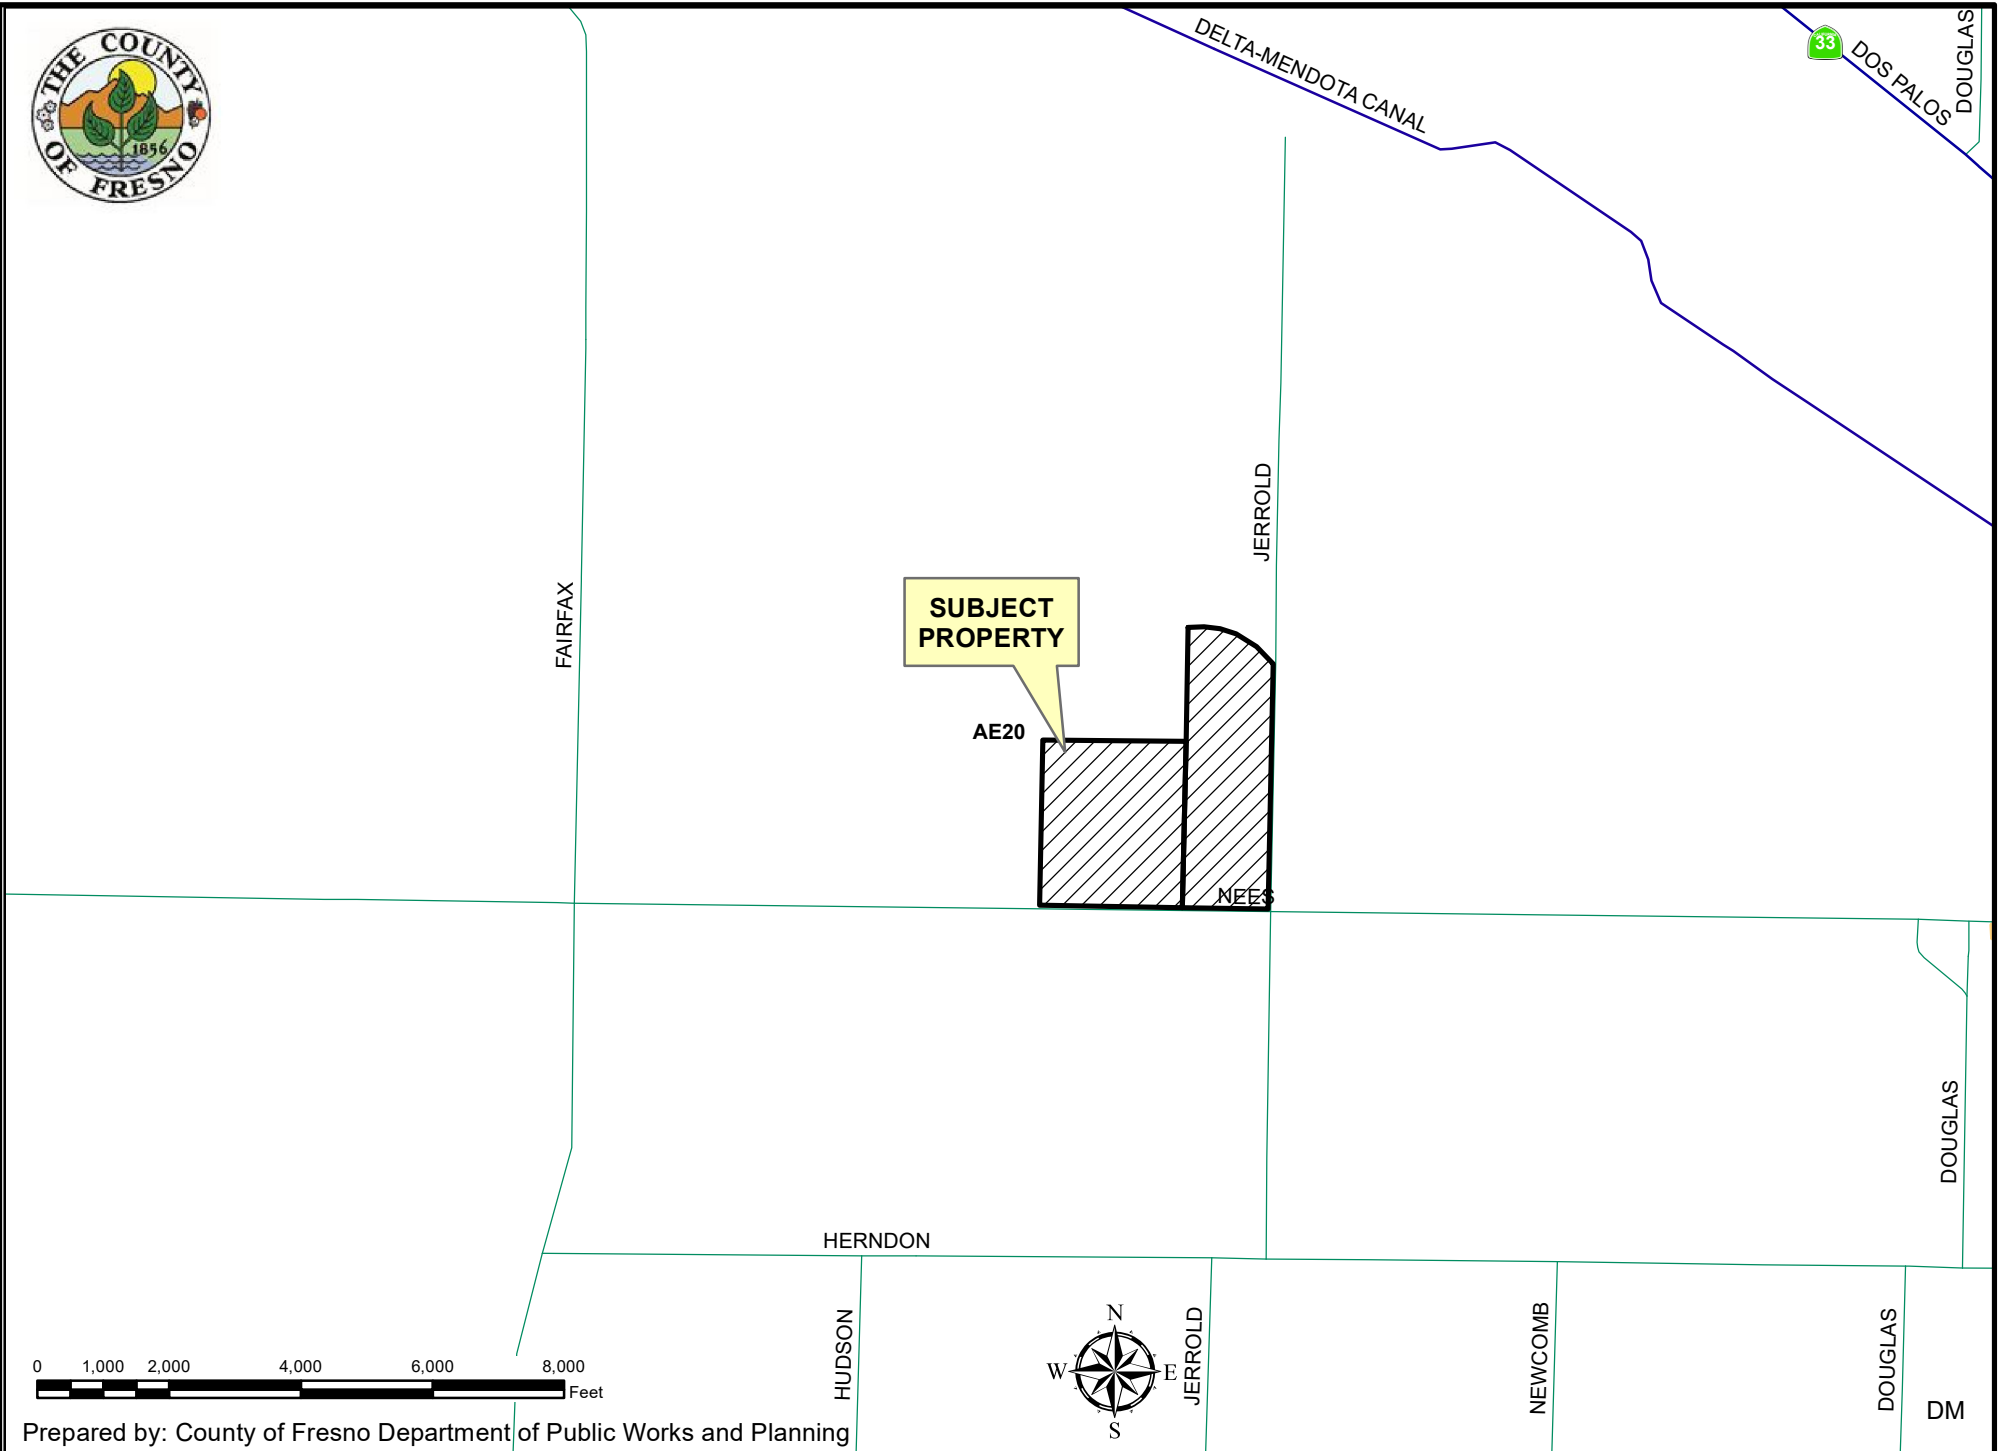 THE COUNTY
OF FRESNO
1856
DELTA-MENDOTA CANAL
33
DOS PALOS
DOUGLAS
JERROLD
FAIRFAX
SUBJECT
PROPERTY
AE20
NEES
DOUGLAS
HERNDON
HUDSON
JERROLD
NEWCOMB
DOUGLAS
N
W
E
S
0 1,000 2,000 4,000 6,000 8,000
Feet
DM
Prepared by: County of Fresno Department of Public Works and Planning